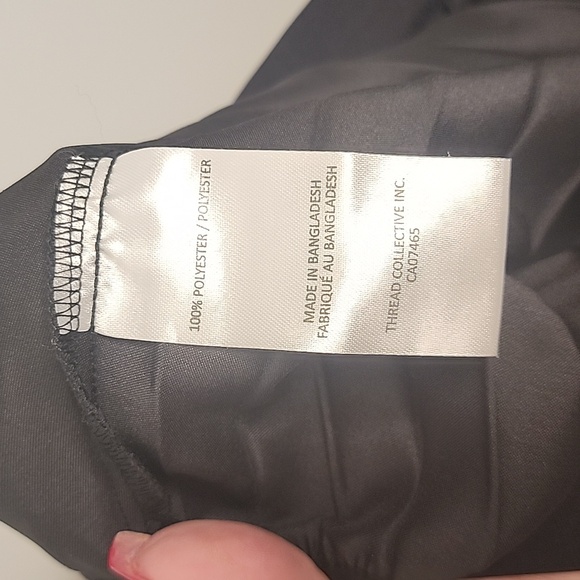 100% POLYESTER / POLYESTER
MADE IN BANGLADESH
FABRIQUÉ AU BANGLADESH
THREAD COLLECTIVE INC.
CA07465